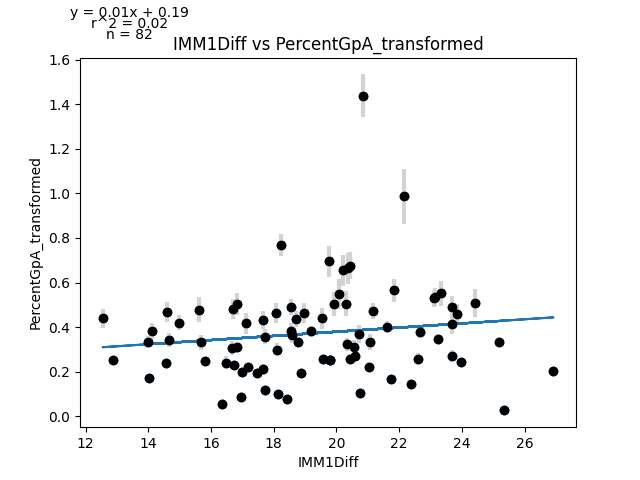 y = 0.01x + 0.19
r^2 = 0.02
n = 82
IMM1Diff vs PercentGpA_transformed
1.6
1.4
1.2
1.0
0.8
0.6
0.4
0.2
0.0
PercentGpA_transformed
12 14 16 18 20 22 24 26
IMM1Diff